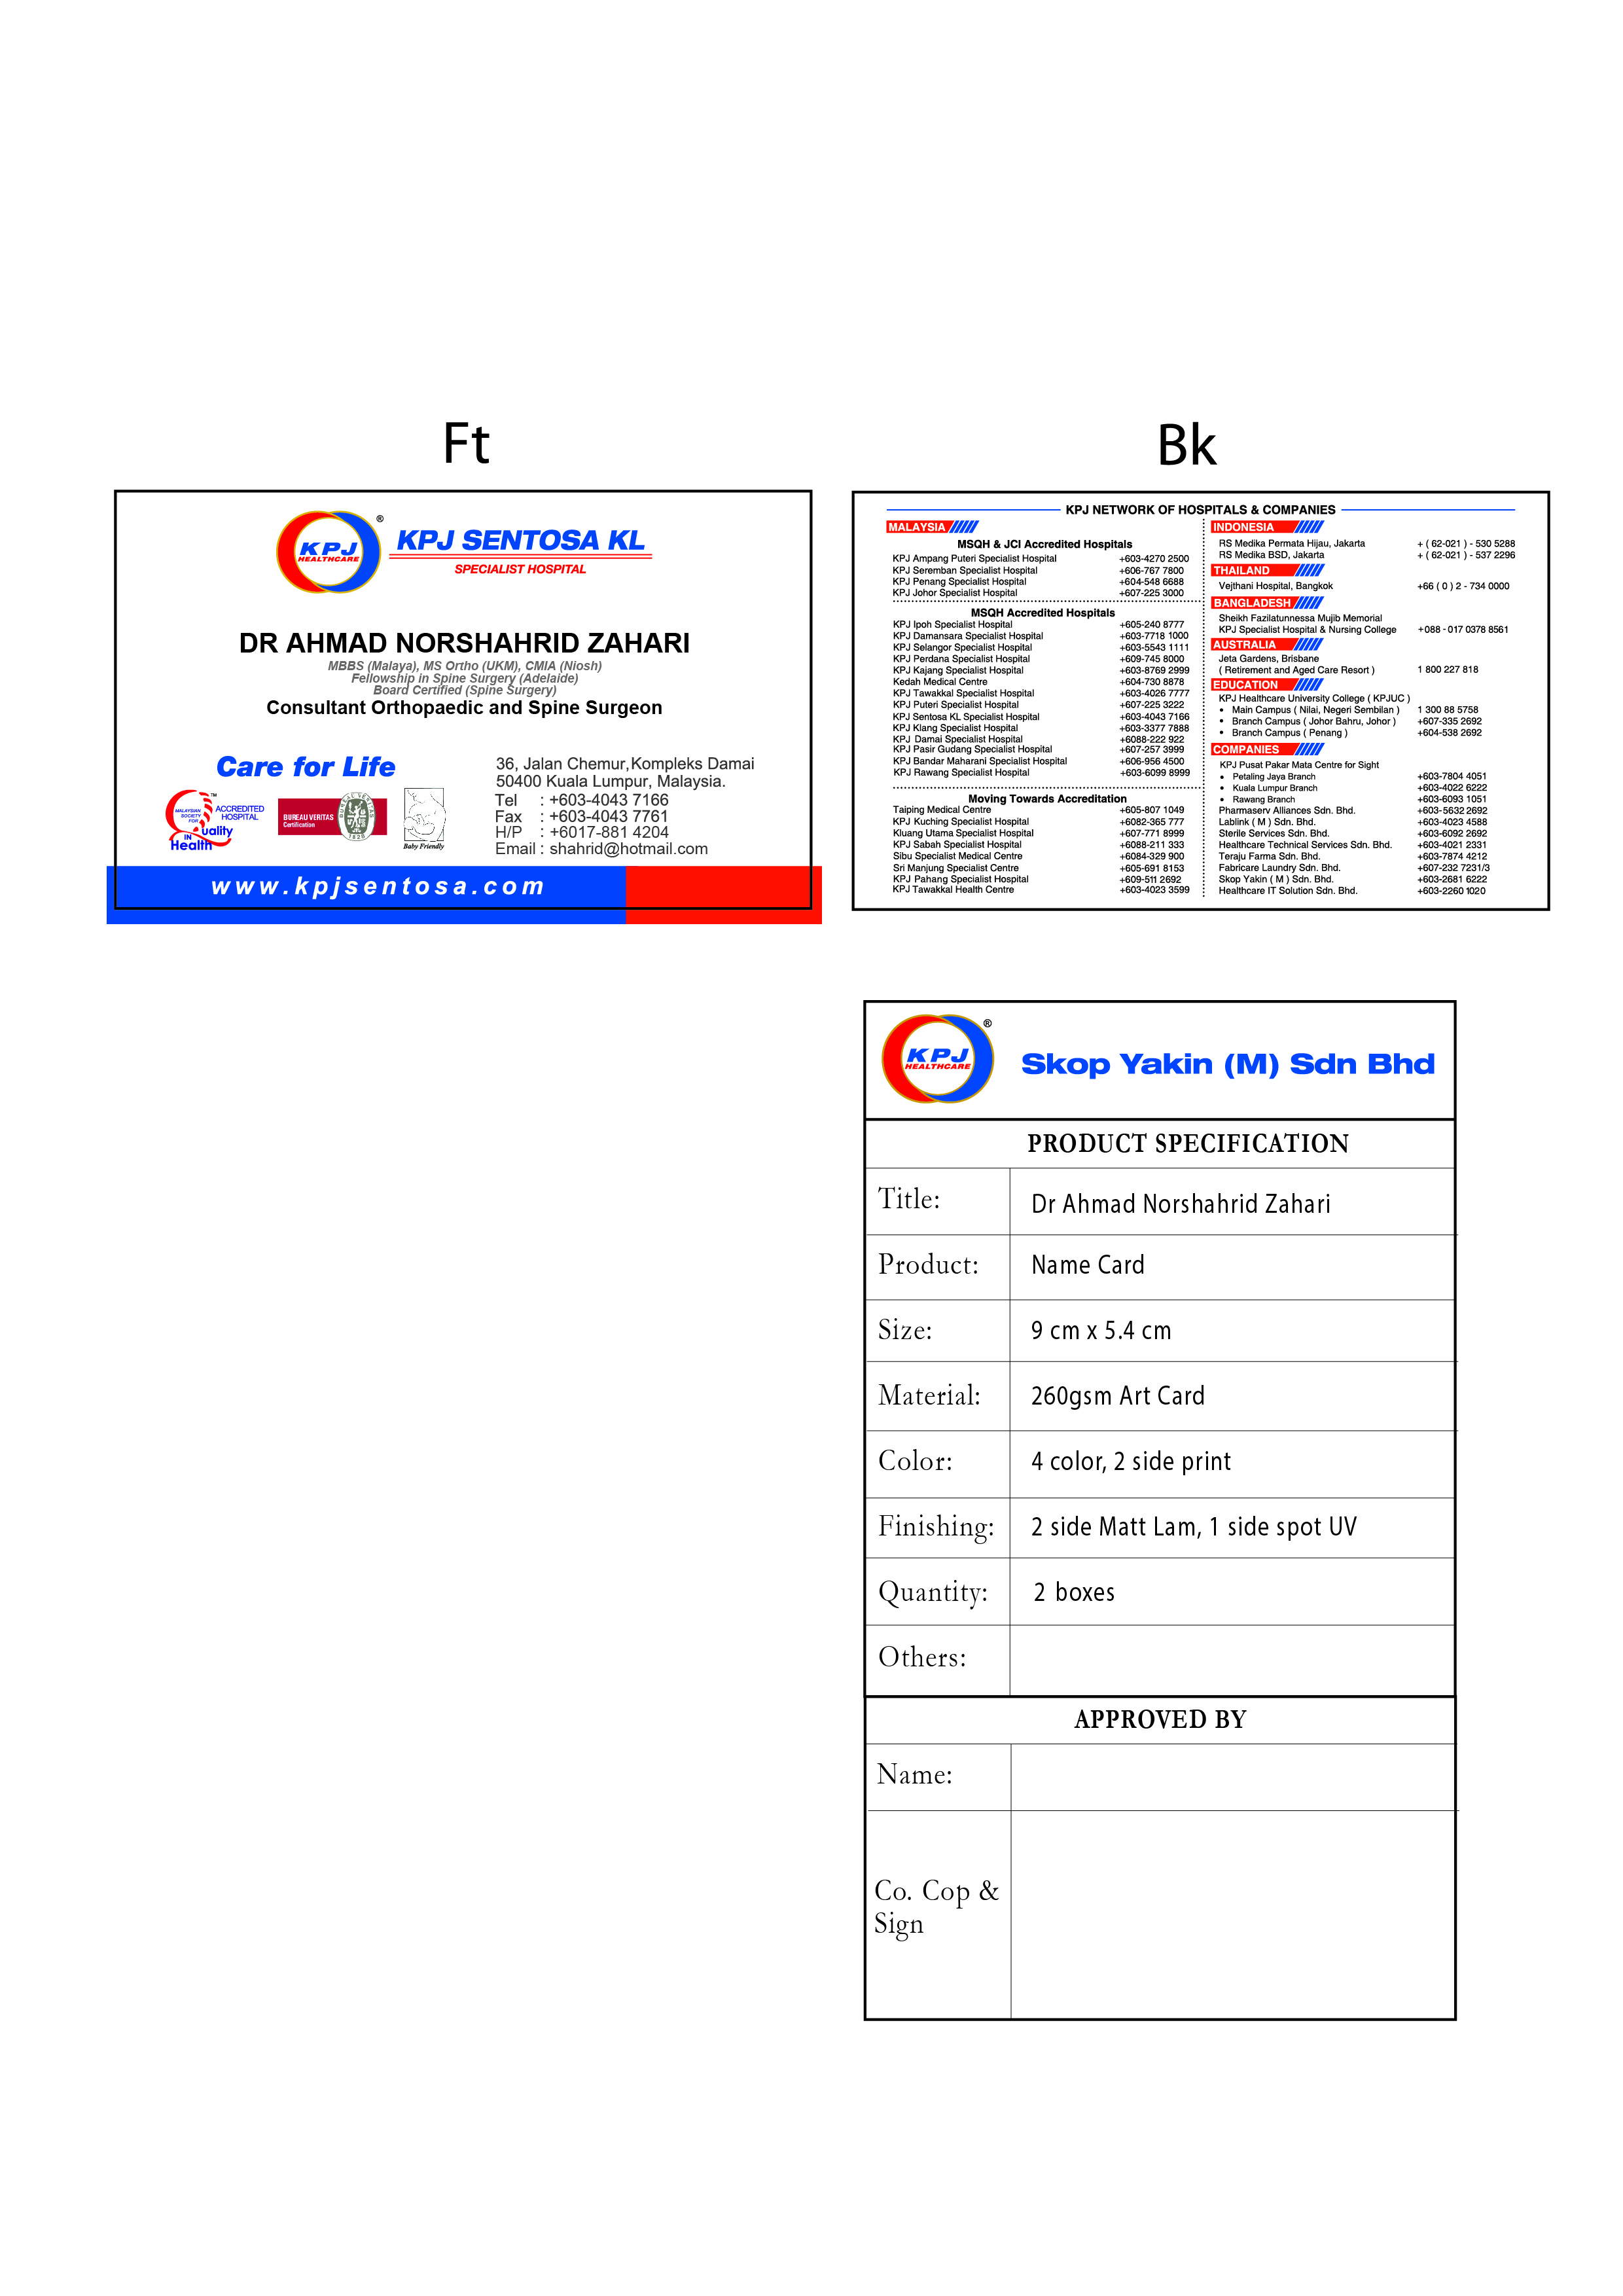 Ft
KPJ
HEALTHCARE
®
KPJ SENTOSA KL
SPECIALIST HOSPITAL
DR AHMAD NORSHAHRID ZAHARI
MBBS (Malaya), MS Ortho (UKM), CMIA (Niosh)
Fellowship in Spine Surgery (Adelaide)
Board Certified (Spine Surgery)
Consultant Orthopaedic and Spine Surgeon
Care for Life
MALAYSIAN
SOCIETY
FOR
uality
IN
Health
TM
ACCREDITED
HOSPITAL
BUREAU VERITAS
Certification
BUREAU VERITAS
1828
Baby Friendly
36, Jalan Chemur,Kompleks Damai
50400 Kuala Lumpur, Malaysia.
Tel : +603-4043 7166
Fax : +603-4043 7761
H/P : +6017-881 4204
Email : shahrid@hotmail.com
www.kpjsentosa.com
Bk
KPJ NETWORK OF HOSPITALS & COMPANIES
MALAYSIA
MSQH & JCI Accredited Hospitals
KPJ Ampang Puteri Specialist Hospital +603-4270 2500
KPJ Seremban Specialist Hospital +606-767 7800
KPJ Penang Specialist Hospital +604-548 6688
KPJ Johor Specialist Hospital +607-225 3000
MSQH Accredited Hospitals
KPJ Ipoh Specialist Hospital +605-240 8777
KPJ Damansara Specialist Hospital +603-7718 1000
KPJ Selangor Specialist Hospital +603-5543 1111
KPJ Perdana Specialist Hospital +609-745 8000
KPJ Kajang Specialist Hospital +603-8769 2999
Kedah Medical Centre +604-730 8878
KPJ Tawakkal Specialist Hospital +603-4026 7777
KPJ Puteri Specialist Hospital +607-225 3222
KPJ Sentosa KL Specialist Hospital +603-4043 7166
KPJ Klang Specialist Hospital +603-3377 7888
KPJ Damai Specialist Hospital +6088-222 922
KPJ Pasir Gudang Specialist Hospital +607-257 3999
KPJ Bandar Maharani Specialist Hospital +606-956 4500
KPJ Rawang Specialist Hospital +603-6099 8999
Moving Towards Accreditation
Taiping Medical Centre +605-807 1049
KPJ Kuching Specialist Hospital +6082-365 777
Kluang Utama Specialist Hospital +607-771 8999
KPJ Sabah Specialist Hospital +6088-211 333
Sibu Specialist Medical Centre +6084-329 900
Sri Manjung Specialist Centre +605-691 8153
KPJ Pahang Specialist Hospital +609-511 2692
KPJ Tawakkal Health Centre +603-4023 3599
INDONESIA
RS Medika Permata Hijau, Jakarta + ( 62-021 ) - 530 5288
RS Medika BSD, Jakarta + ( 62-021 ) - 537 2296
THAILAND
Vejthani Hospital, Bangkok +66 ( 0 ) 2 - 734 0000
BANGLADESH
Sheikh Fazilatunnessa Mujib Memorial
KPJ Specialist Hospital & Nursing College +088 - 017 0378 8561
AUSTRALIA
Jeta Gardens, Brisbane
( Retirement and Aged Care Resort ) 1 800 227 818
EDUCATION
KPJ Healthcare University College ( KPJUC )
• Main Campus ( Nilai, Negeri Sembilan ) 1 300 88 5758
• Branch Campus ( Johor Bahru, Johor ) +607-335 2692
• Branch Campus ( Penang ) +604-538 2692
COMPANIES
KPJ Pusat Pakar Mata Centre for Sight
• Petaling Jaya Branch +603-7804 4051
• Kuala Lumpur Branch +603-4022 6222
• Rawang Branch +603-6093 1051
Pharmaserv Alliances Sdn. Bhd. +603-5632 2692
Lablink ( M ) Sdn. Bhd. +603-4023 4588
Sterile Services Sdn. Bhd. +603-6092 2692
Healthcare Technical Services Sdn. Bhd. +603-4021 2331
Teraju Farma Sdn. Bhd. +603-7874 4212
Fabricare Laundry Sdn. Bhd. +607-232 7231/3
Skop Yakin ( M ) Sdn. Bhd. +603-2681 6222
Healthcare IT Solution Sdn. Bhd. +603-2260 1020
KPJ
HEALTHCARE
®
Skop Yakin (M) Sdn Bhd
PRODUCT SPECIFICATION
Title: Dr Ahmad Norshahrid Zahari
Product: Name Card
Size: 9 cm x 5.4 cm
Material: 260gsm Art Card
Color: 4 color, 2 side print
Finishing: 2 side Matt Lam, 1 side spot UV
Quantity: 2 boxes
Others:
APPROVED BY
Name:
Co. Cop &
Sign